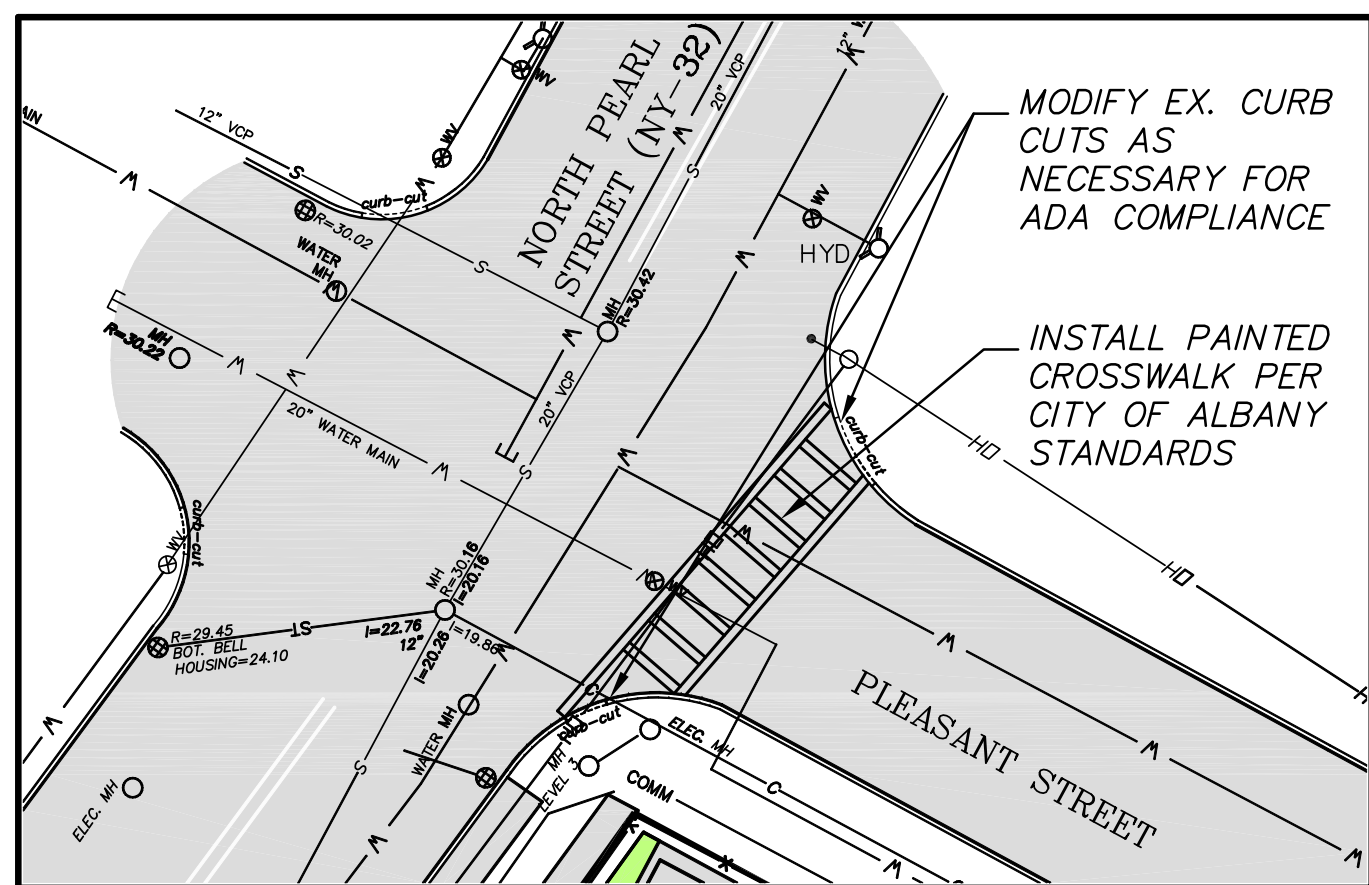 MODIFY EX. CURB
CUTS AS
NECESSARY FOR
ADA COMPLIANCE
INSTALL PAINTED
CROSSWALK PER
CITY OF ALBANY
STANDARDS
NORTH PEARL
STREET (NY-32)
PLEASANT STREET
20" VCP
12" W
12" VCP
S
W
WV
WV
W
curb-cut
R=30.02
WATER
MH
W
S
MH
R=30.42
S
W
W
WV
HYD
MH
R=30.22
W
W
20" WATER MAIN
W
W
20" VCP
S
W
W
curb-cut
HO
HO
curb-cut
WV
MH
R=30.16
I=20.16
R=29.45
BOT. BELL
HOUSING=24.10
ST
I=22.76
12"
I=20.26
I=19.86
W
W
C
W
W
W
W
S
WATER MH
ELEC. MH
MH
LEVEL 3
ELEC. MH
COMM
C
W
W